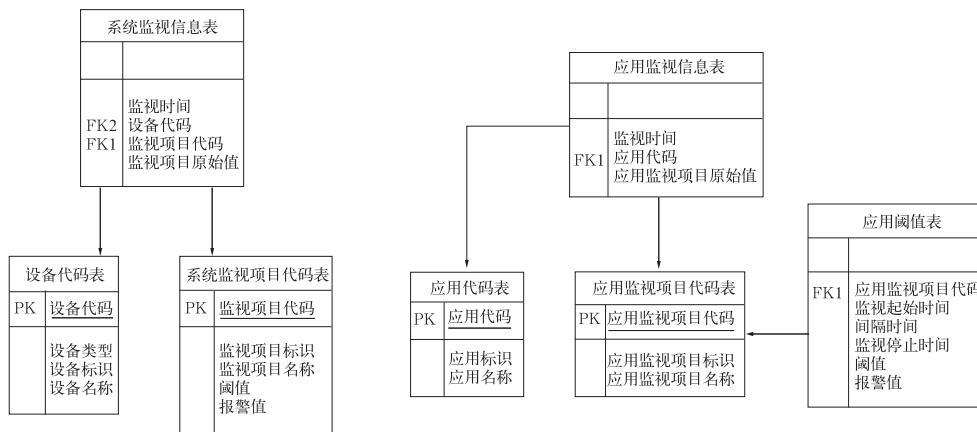 系统监视信息表
监视时间
FK2 设备代码
FK1 监视项目代码
监视项目原始值
设备代码表
PK 设备代码
设备类型
设备标识
设备名称
系统监视项目代码表
PK 监视项目代码
监视项目标识
监视项目名称
阈值
报警值
应用监视信息表
监视时间
FK1 应用代码
应用监视项目原始值
应用代码表
PK 应用代码
应用标识
应用名称
应用监视项目代码表
PK 应用监视项目代码
应用监视项目标识
应用监视项目名称
应用阈值表
FK1 应用监视项目代码
监视起始时间
间隔时间
监视停止时间
阈值
报警值